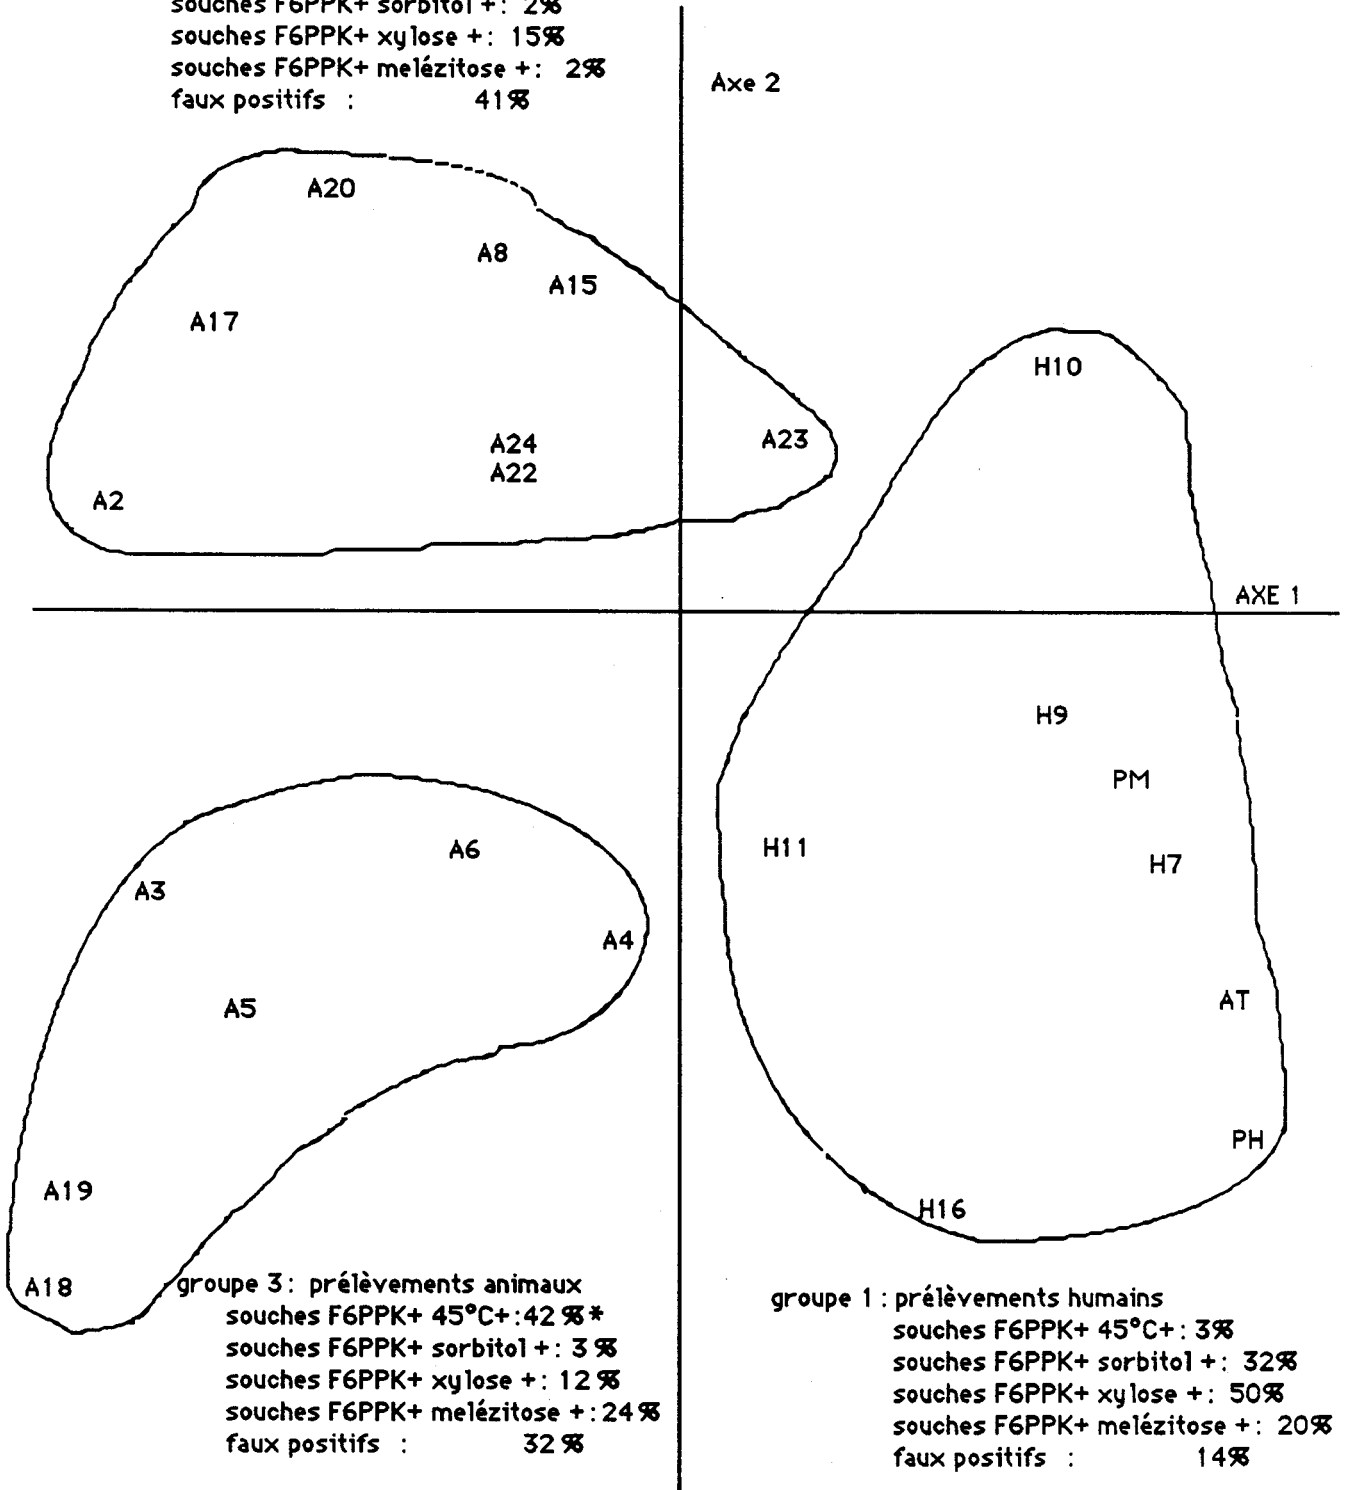 souches F6PPK+ sorbitol +: 2%
souches F6PPK+ xylose +: 15%
souches F6PPK+ melézitose +: 2%
faux positifs : 41%
Axe 2
A20
A8
A15
A17
H10
A24
A23
A22
A2
AXE 1
H9
PM
H11
A6
H7
A3
A4
AT
A5
PH
A19
H16
A18
groupe 3: prélèvements animaux
souches F6PPK+ 45°C+:42%*
souches F6PPK+ sorbitol +: 3%
souches F6PPK+ xylose +: 12%
souches F6PPK+ melézitose +:24%
faux positifs : 32%
groupe 1: prélèvements humains
souches F6PPK+ 45°C+: 3%
souches F6PPK+ sorbitol +: 32%
souches F6PPK+ xylose +: 50%
souches F6PPK+ melézitose +: 20%
faux positifs : 14%